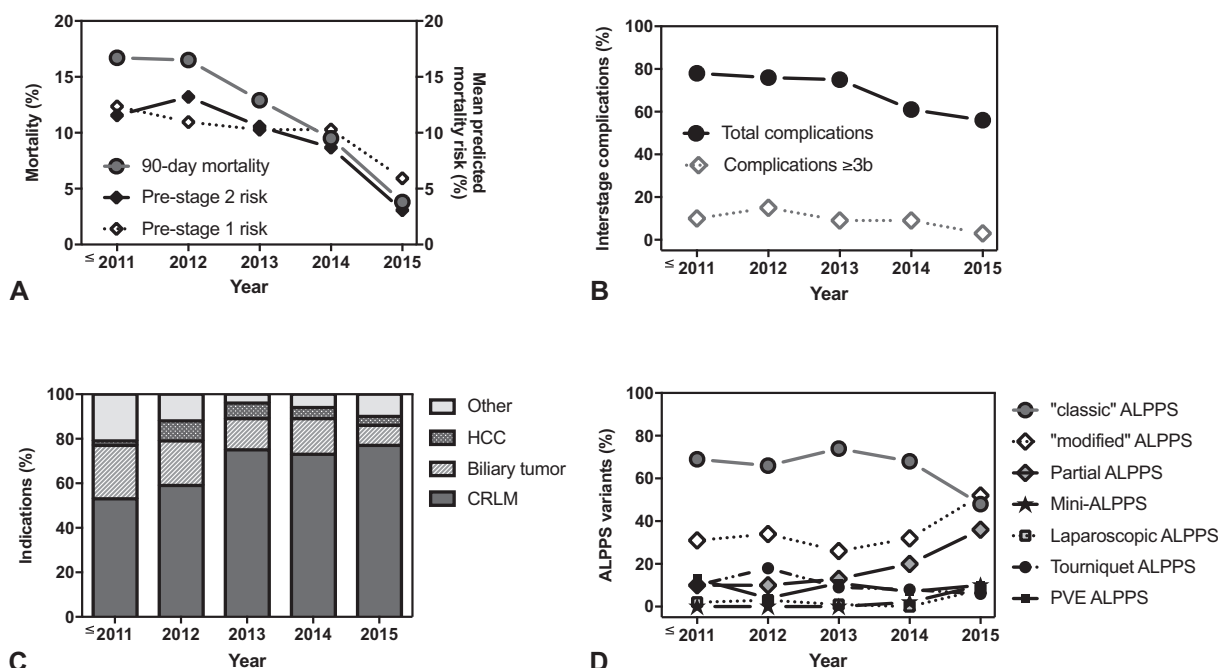 20
15
10
5
0
Mortality (%)
20
15
10
5
0
Mean predicted
mortality risk (%)
90-day mortality
Pre-stage 2 risk
Pre-stage 1 risk
≤ 2011 2012 2013 2014 2015
Year
A
100
80
60
40
20
0
Interstage complications (%)
Total complications
Complications ≥3b
≤ 2011 2012 2013 2014 2015
Year
B
100
80
60
40
20
0
Indications (%)
Other
HCC
Biliary tumor
CRLM
≤ 2011 2012 2013 2014 2015
Year
C
100
80
60
40
20
0
ALPPS variants (%)
"classic" ALPPS
"modified" ALPPS
Partial ALPPS
Mini-ALPPS
Laparoscopic ALPPS
Tourniquet ALPPS
PVE ALPPS
≤ 2011 2012 2013 2014 2015
Year
D